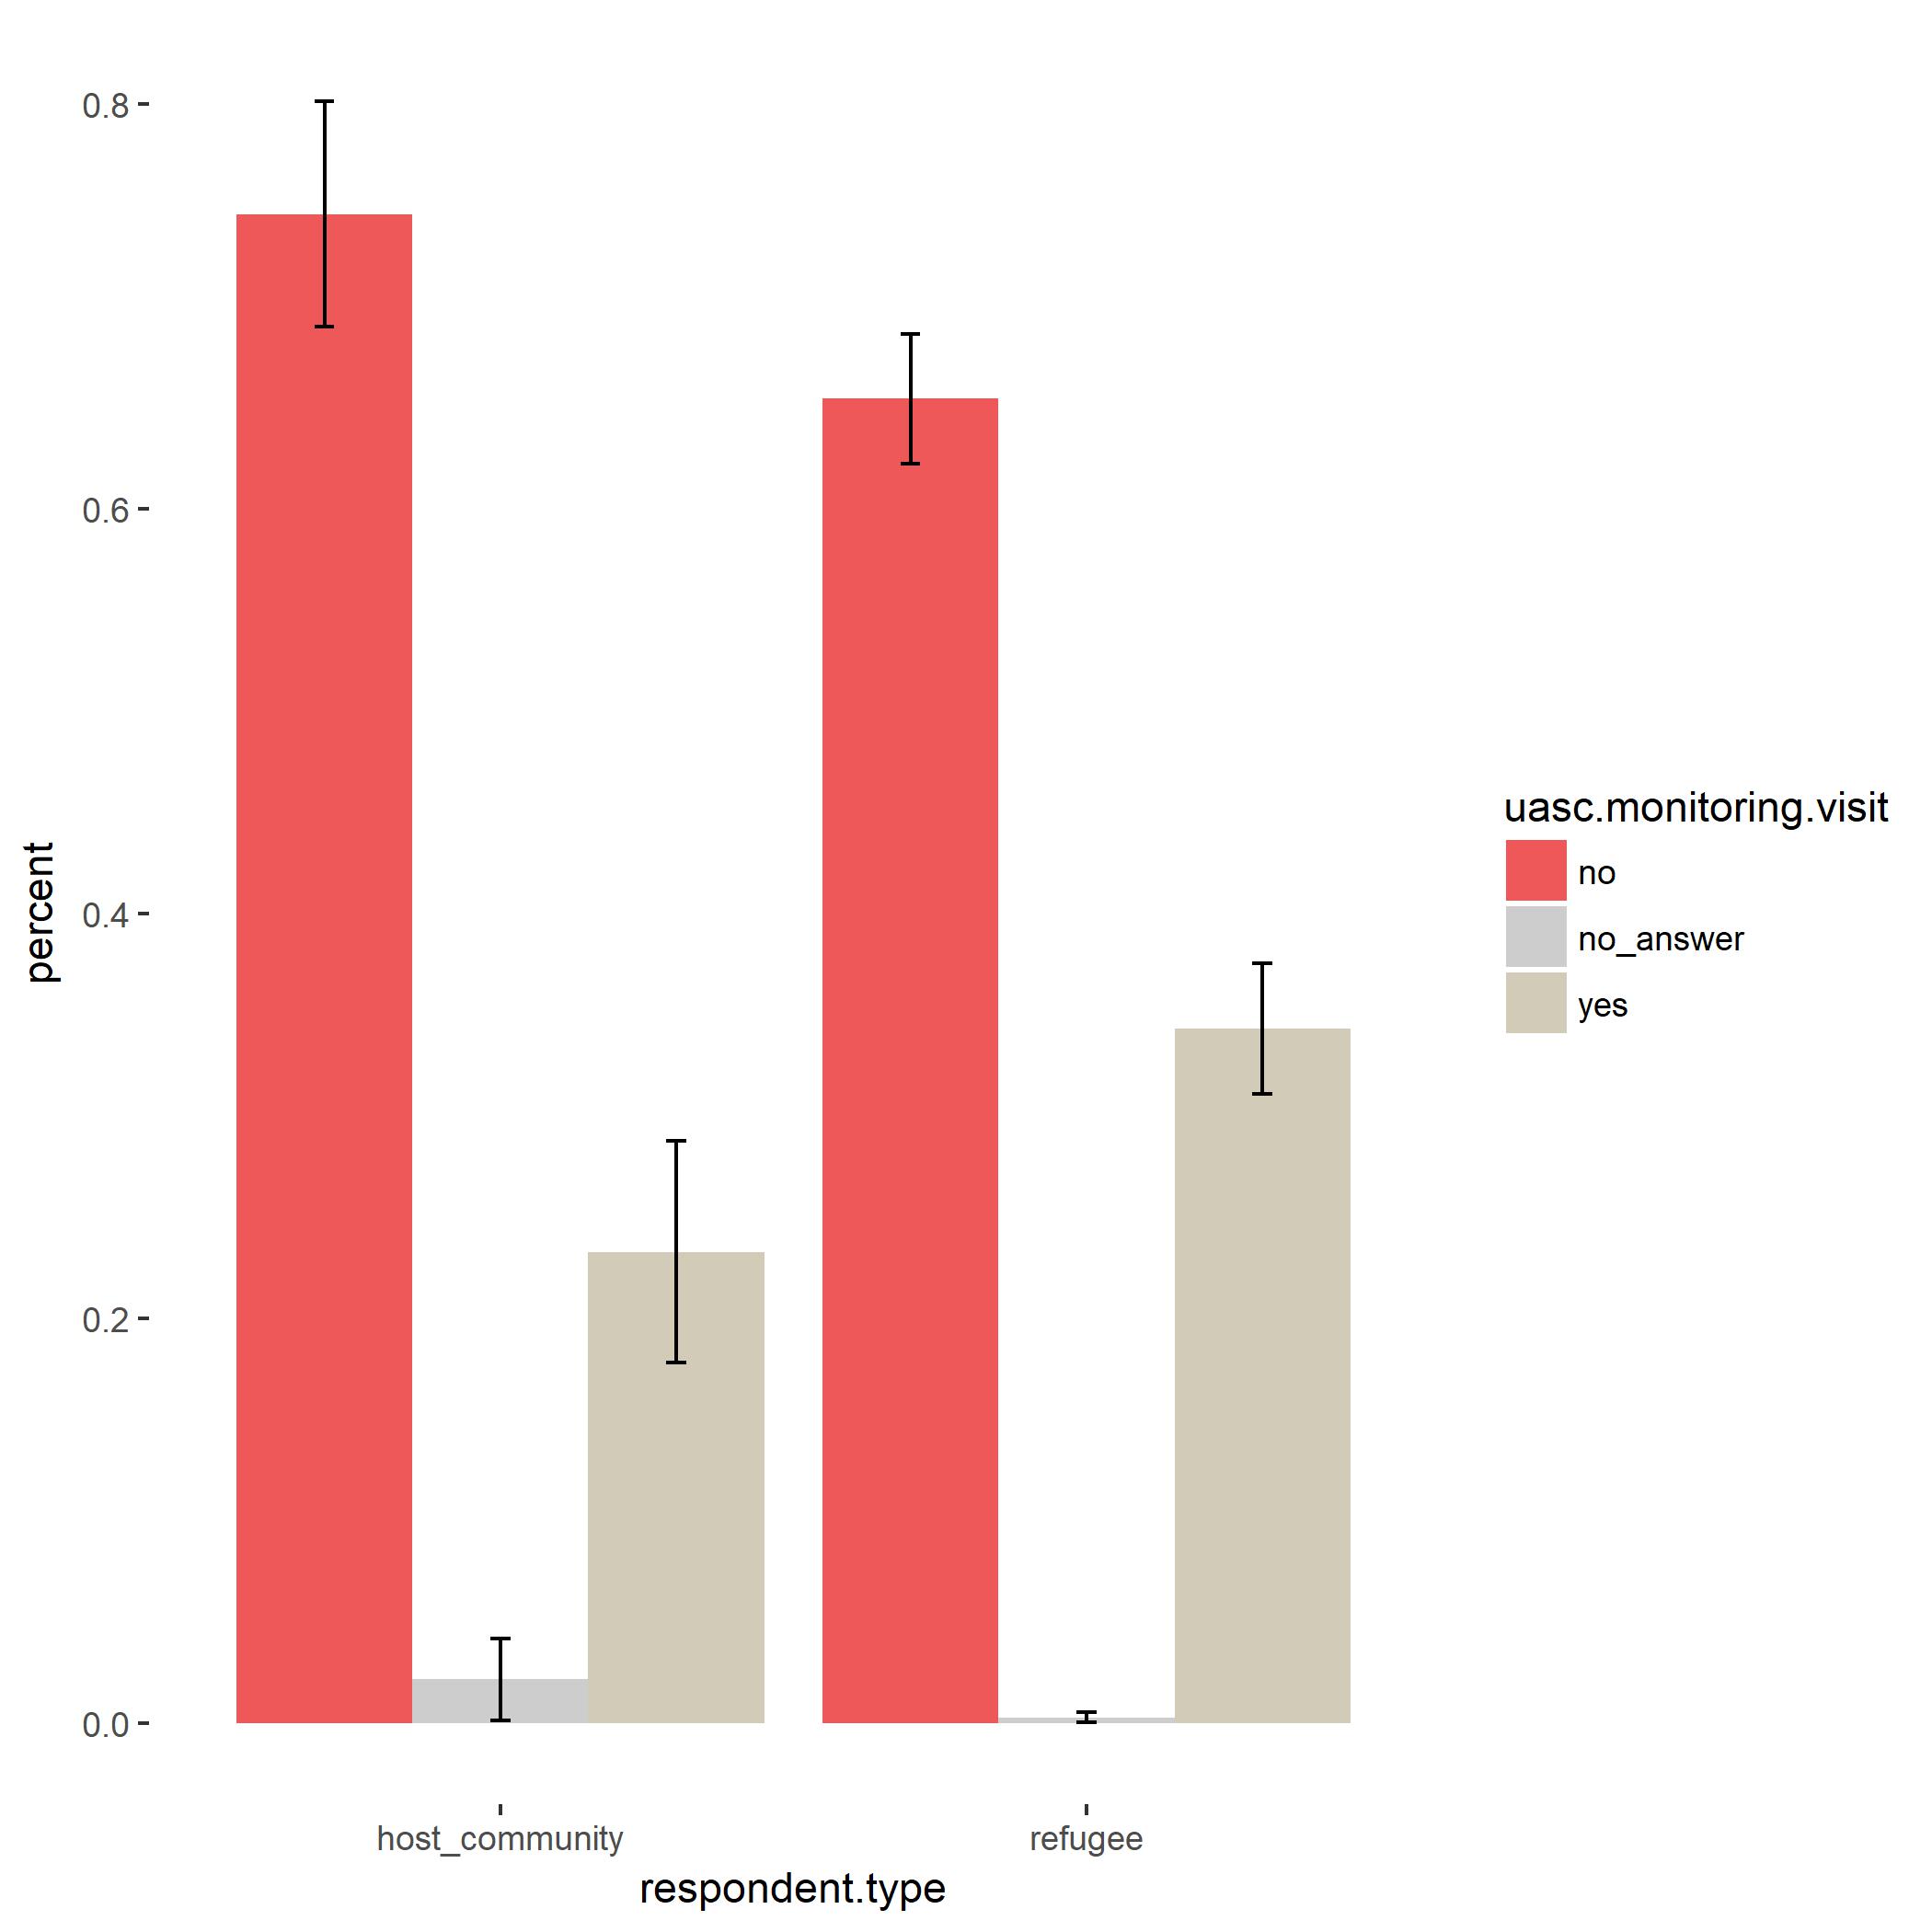 0.8
0.6
0.4
0.2
0.0
percent
host_community
refugee
respondent.type
uasc.monitoring.visit
no
no_answer
yes